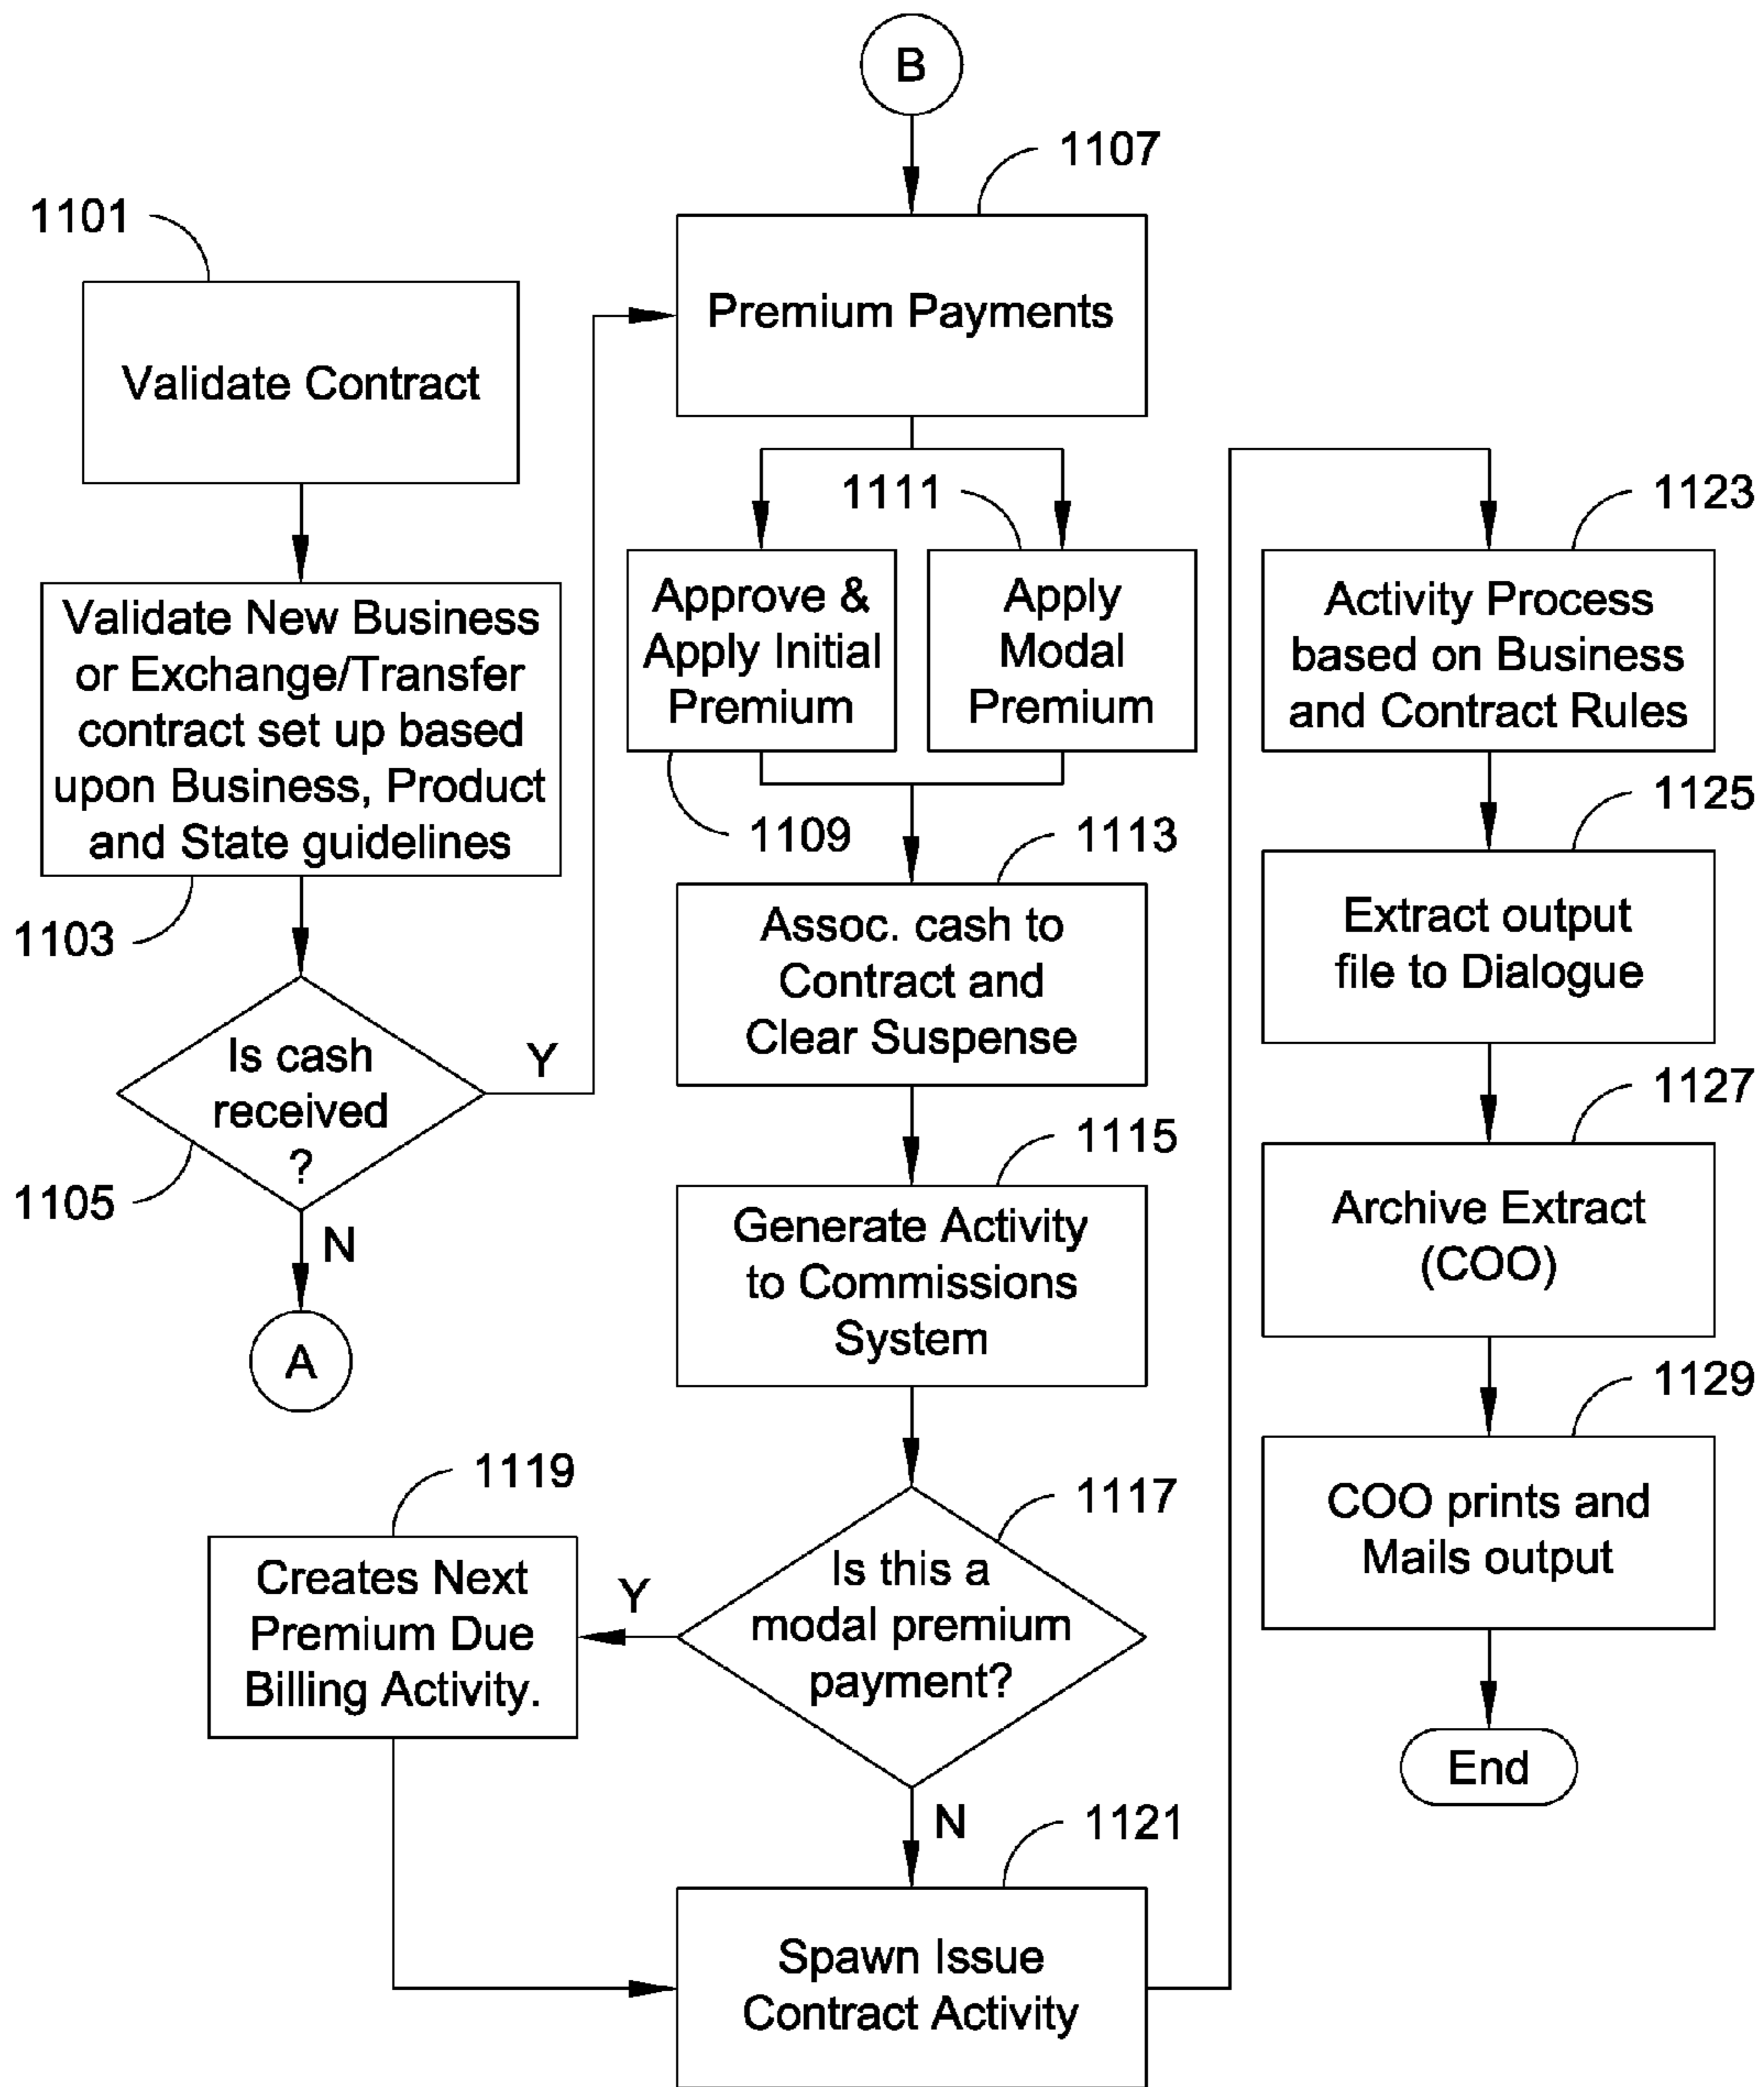 B
1107
1101
Premium Payments
Validate Contract
1111
1123
Validate New Business
or Exchange/Transfer
contract set up based
upon Business, Product
and State guidelines
1103
Approve &
Apply Initial
Premium
1109
Apply
Modal
Premium
Activity Process
based on Business
and Contract Rules
1125
1113
Assoc. cash to
Contract and
Clear Suspense
Extract output
file to Dialogue
Is cash
received
?
Y
1105
N
A
1127
1115
Generate Activity
to Commissions
System
Archive Extract
(COO)
1129
1119
1117
Creates Next
Premium Due
Billing Activity.
Y
Is this a
modal premium
payment?
N
COO prints and
Mails output
End
1121
Spawn Issue
Contract Activity